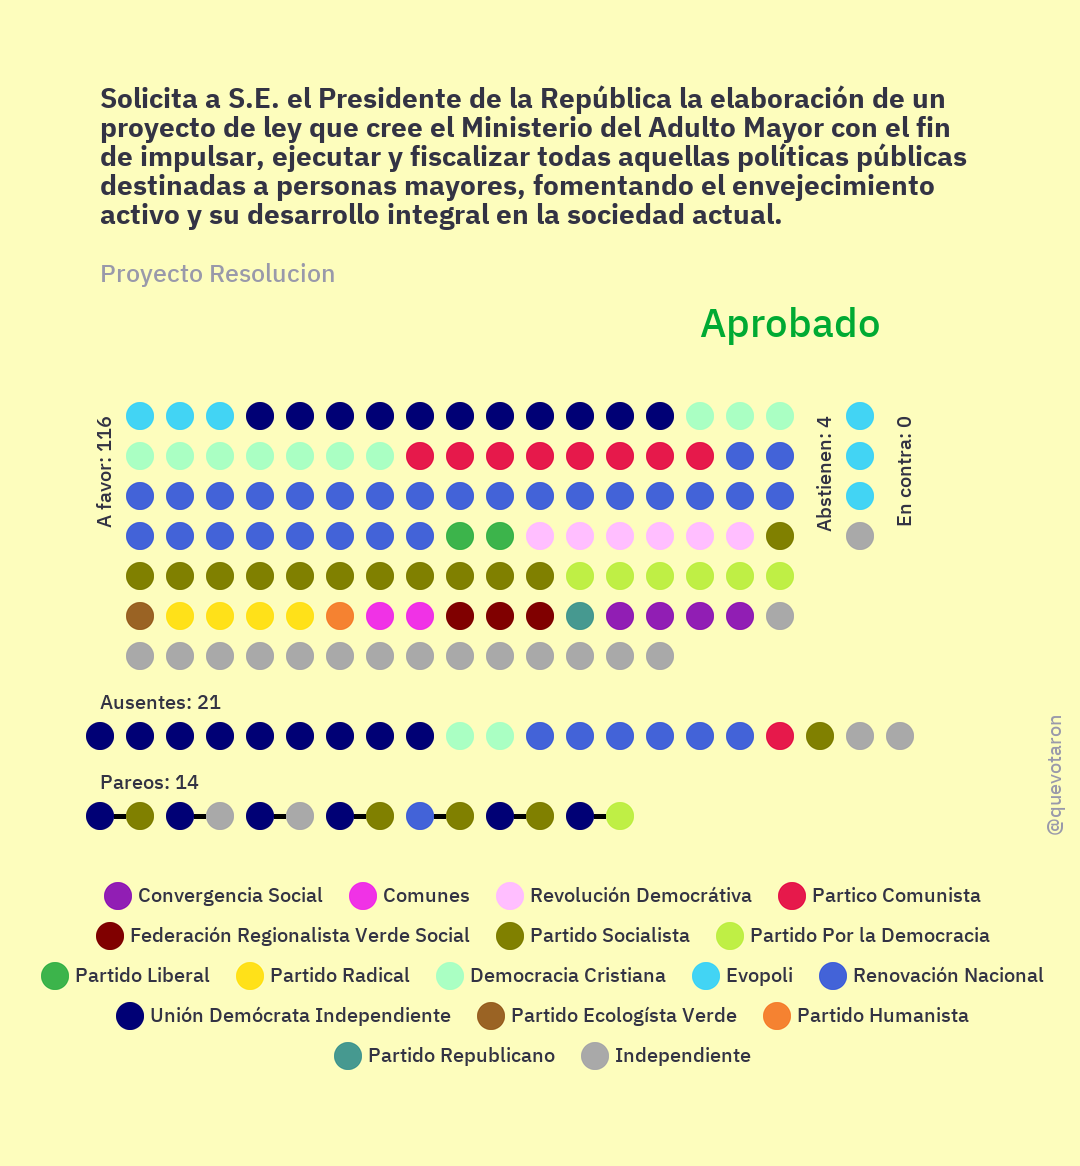 Solicita a S.E. el Presidente de la República la elaboración de un
proyecto de ley que cree el Ministerio del Adulto Mayor con el fin
de impulsar, ejecutar y fiscalizar todas aquellas políticas públicas
destinadas a personas mayores, fomentando el envejecimiento
activo y su desarrollo integral en la sociedad actual.
Proyecto Resolucion
Aprobado
A favor: 116
Abstienen: 4
En contra: 0
Ausentes: 21
Pareos: 14
@quevotaron
Convergencia Social Comunes Revolución Democrátiva Partico Comunista
Federación Regionalista Verde Social Partido Socialista Partido Por la Democracia
Partido Liberal Partido Radical Democracia Cristiana Evopoli Renovación Nacional
Unión Demócrata Independiente Partido Ecologísta Verde Partido Humanista
Partido Republicano Independiente